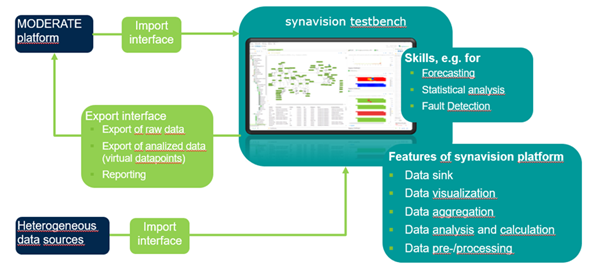 MODERATE
platform
Import
interface
synavision testbench
Skills, e.g. for
Forecasting
Statistical analysis
Fault Detection
Export interface
Export of raw data
Export of analized data
(virtual datapoints)
Reporting
Features of synavision platform
Data sink
Data visualization
Data aggregation
Data analysis and calculation
Data pre-/processing
Heterogeneous
data sources
Import
interface